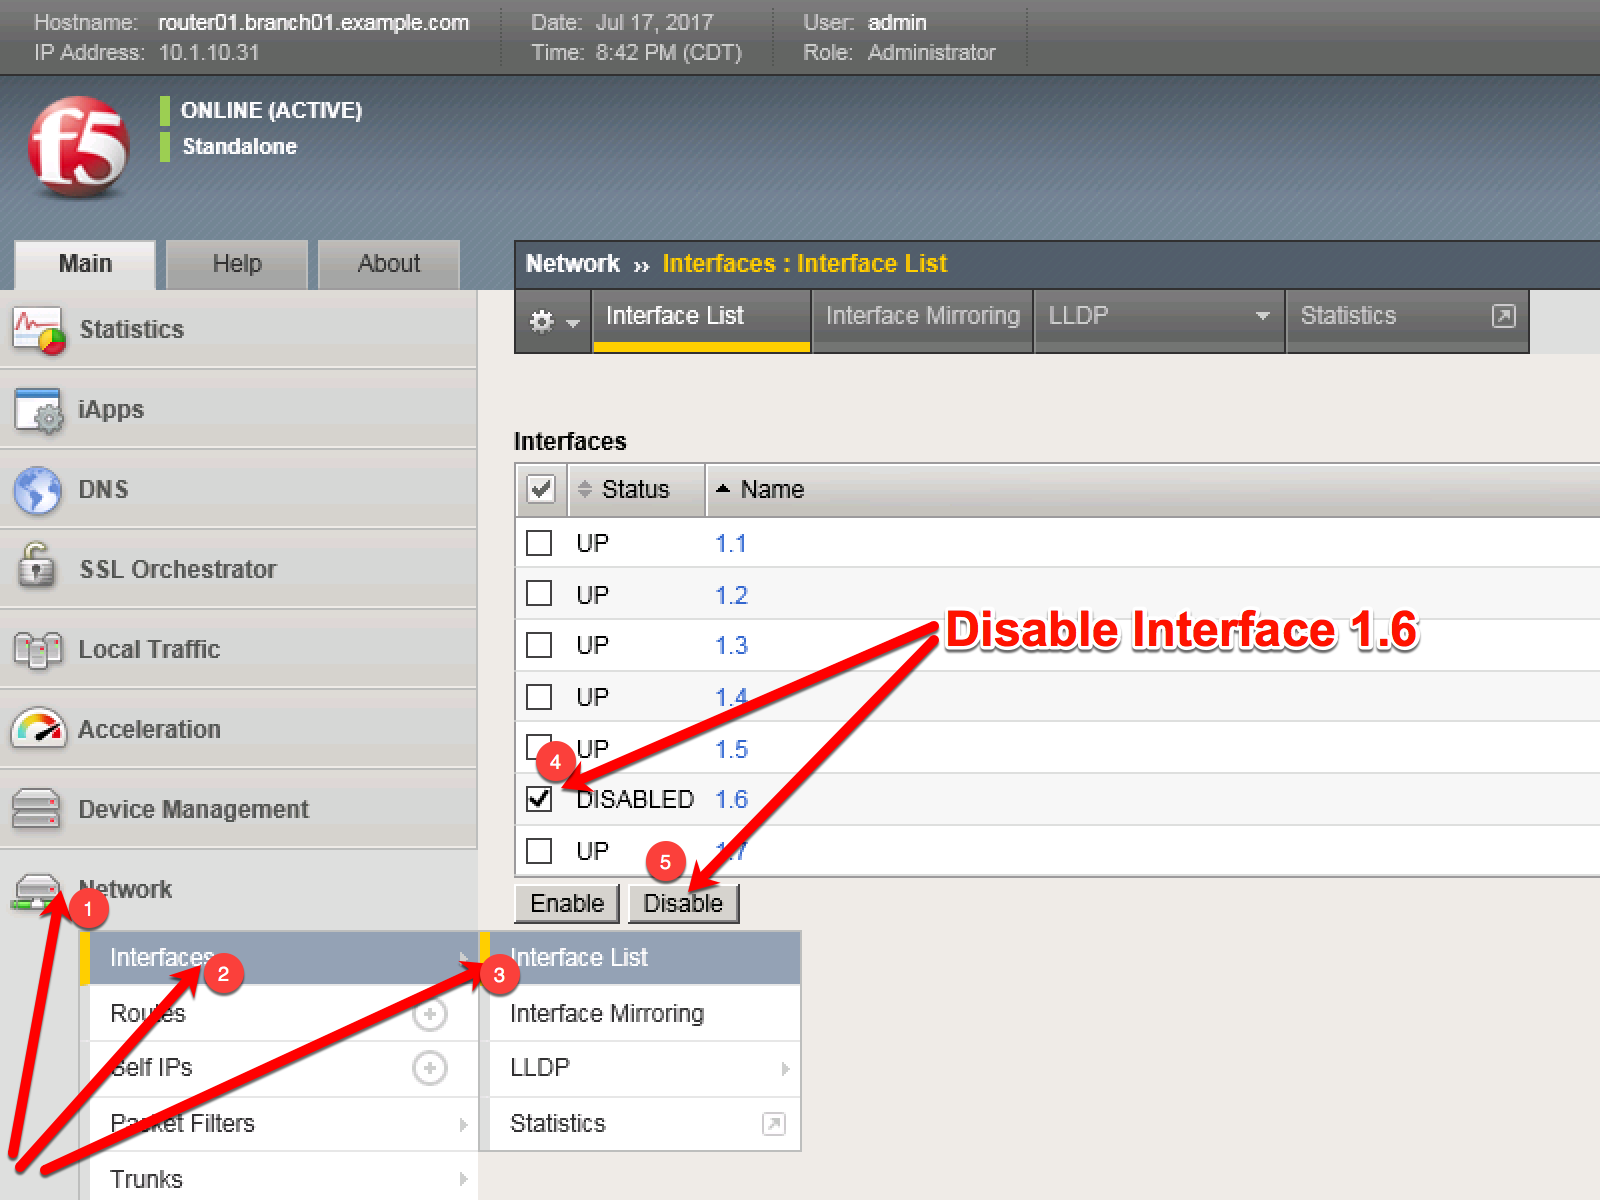 Hostname: router01.branch01.example.com Date: Jul 17, 2017 User: admin
IP Address: 10.1.10.31 Time: 8:42 PM (CDT) Role: Administrator
f5
ONLINE (ACTIVE)
Standalone
Main Help About
Network » Interfaces : Interface List
Interface List Interface Mirroring LLDP Statistics
Statistics
iApps
DNS
SSL Orchestrator
Local Traffic
Acceleration
Device Management
Network
1
Interfaces
2
Routes
Self IPs
Packet Filters
Trunks
3
Interface List
Interface Mirroring
LLDP
Statistics
Interfaces
Status Name
UP 1.1
UP 1.2
UP 1.3
UP 1.4
UP 1.5
DISABLED 1.6
UP 1.7
4
5
Enable Disable
Disable Interface 1.6